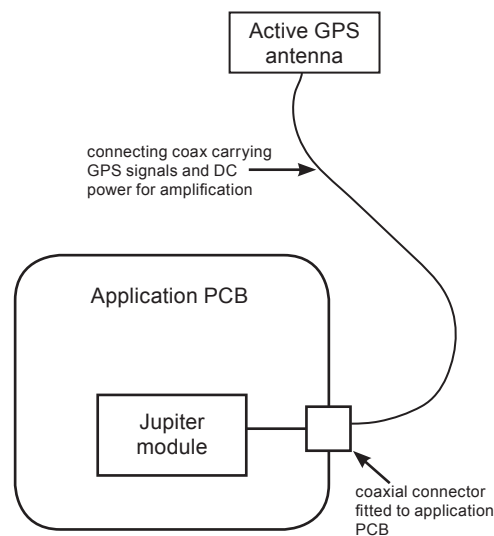 Active GPS
antenna
connecting coax carrying
GPS signals and DC
power for amplification
Application PCB
Jupiter
module
coaxial connector
fitted to application
PCB